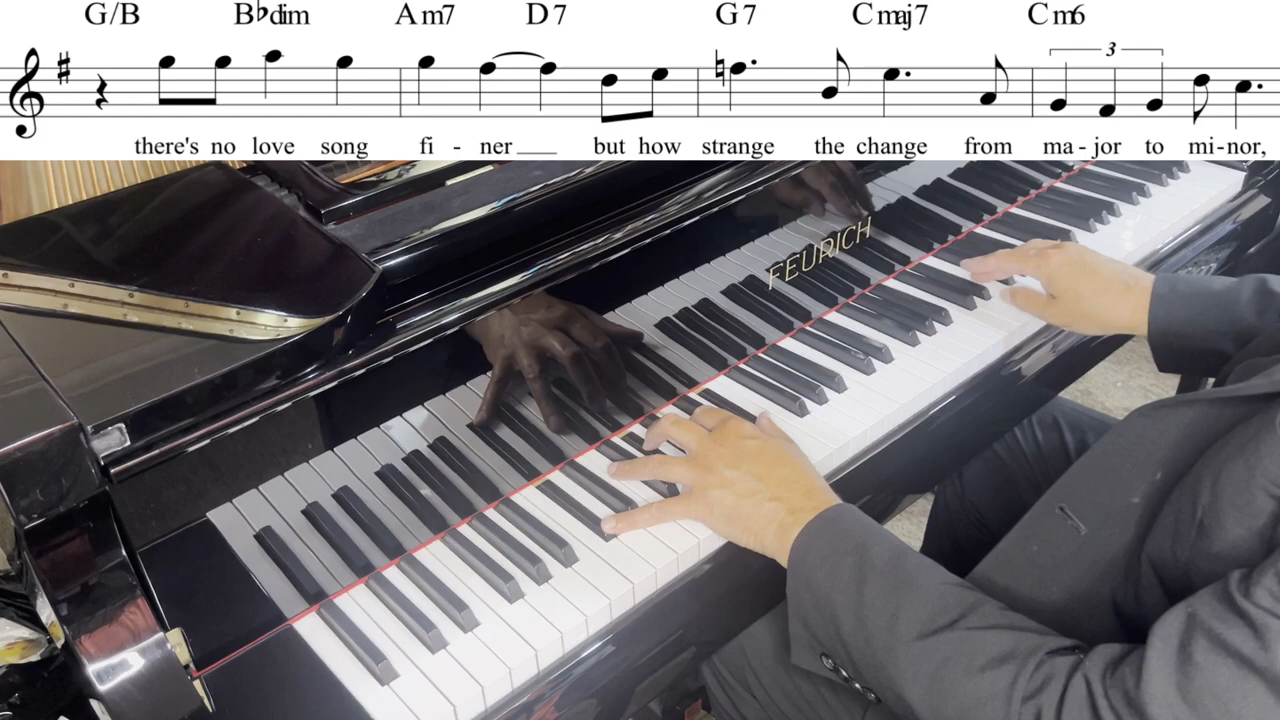 G/B B♭dim Am7 D7 G7 Cmaj7 Cm6
3
there's no love song fi - ner ___ but how strange the change from ma - jor to mi - nor,
FEURICH